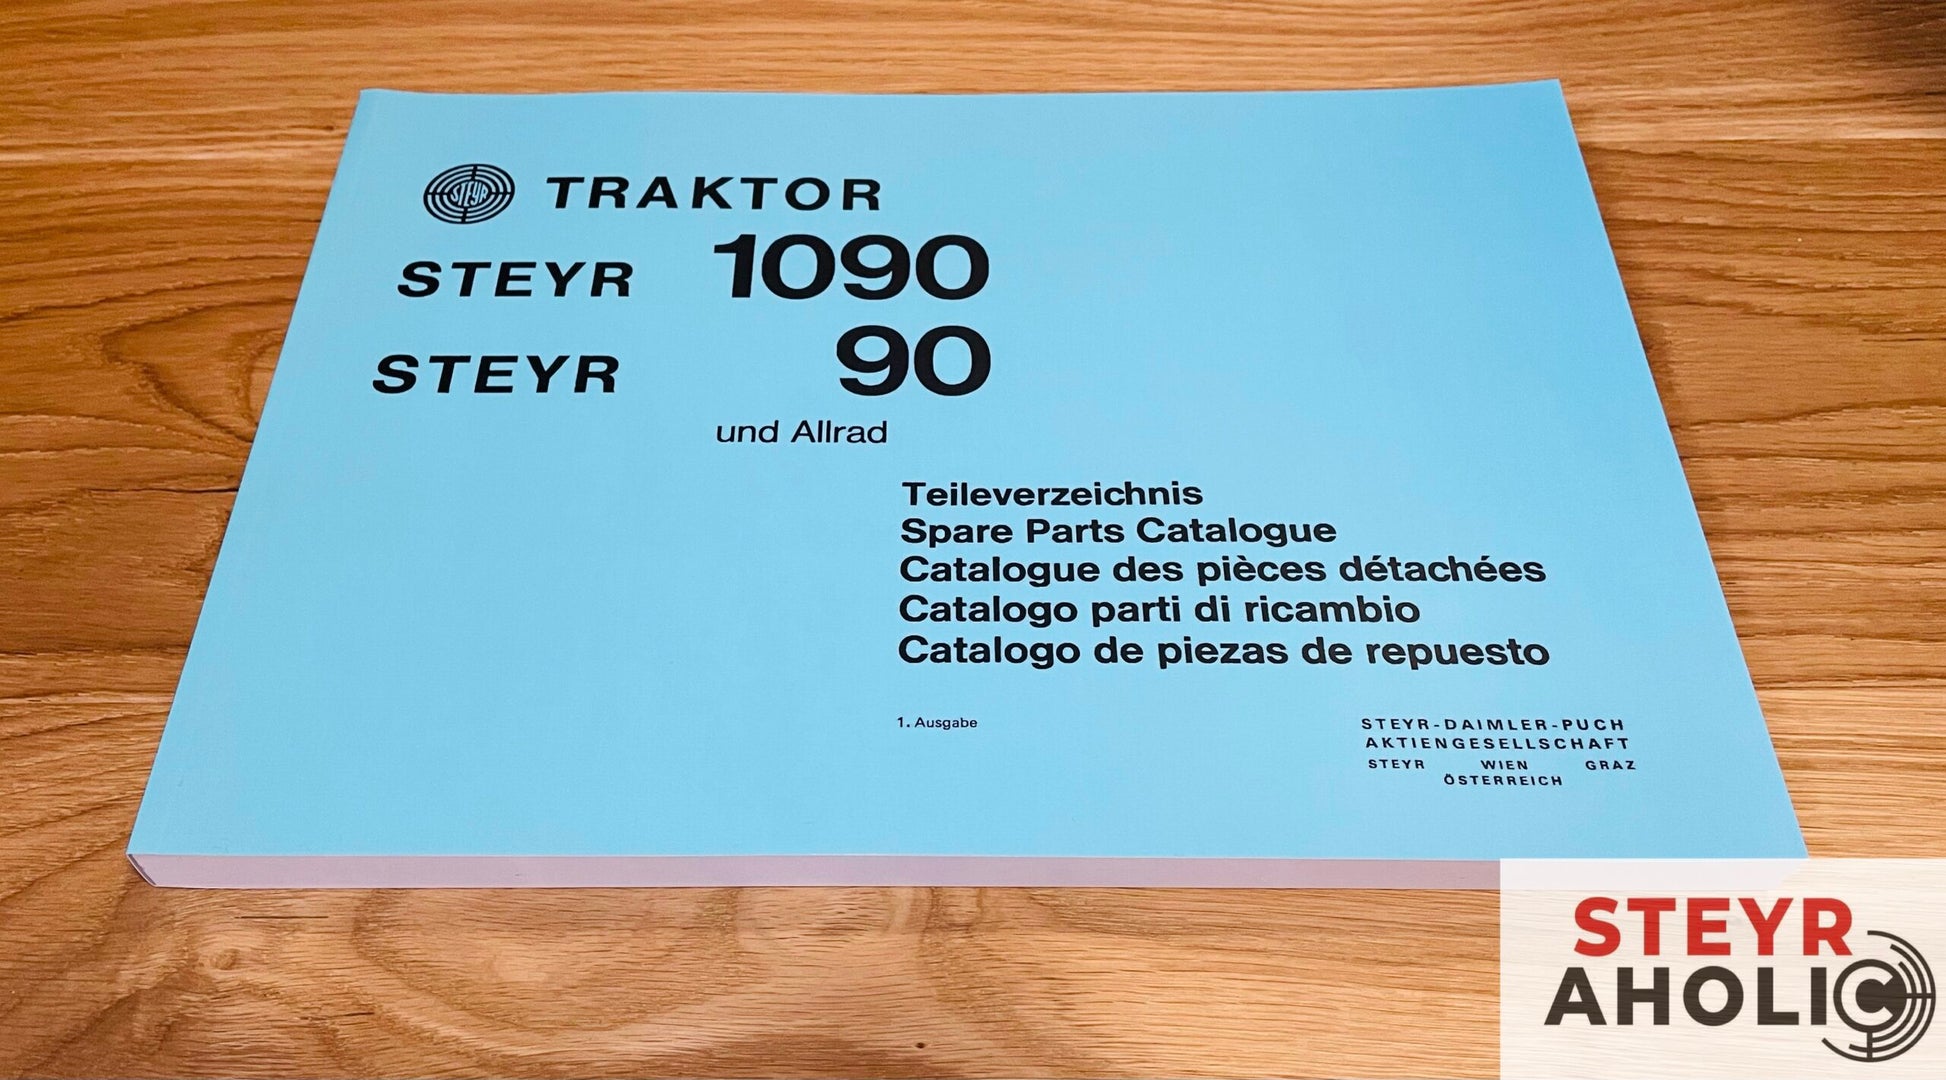 STEYR TRAKTOR
STEYR 1090
STEYR 90
und Allrad
Teileverzeichnis
Spare Parts Catalogue
Catalogue des pièces détachées
Catalogo parti di ricambio
Catalogo de piezas de repuesto
1. Ausgabe
STEYR-DAIMLER-PUCH
AKTIENGESELLSCHAFT
STEYR WIEN GRAZ
ÖSTERREICH
STEYR
AHOLIC